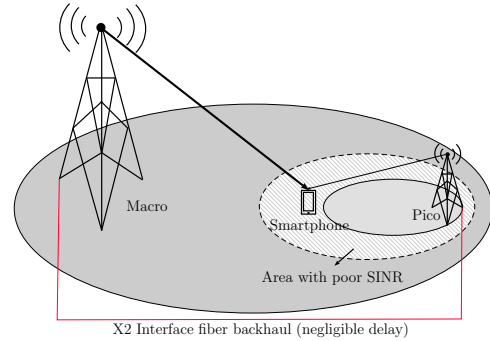 Macro
Smartphone
Pico
Area with poor SINR
X2 Interface fiber backhaul (negligible delay)